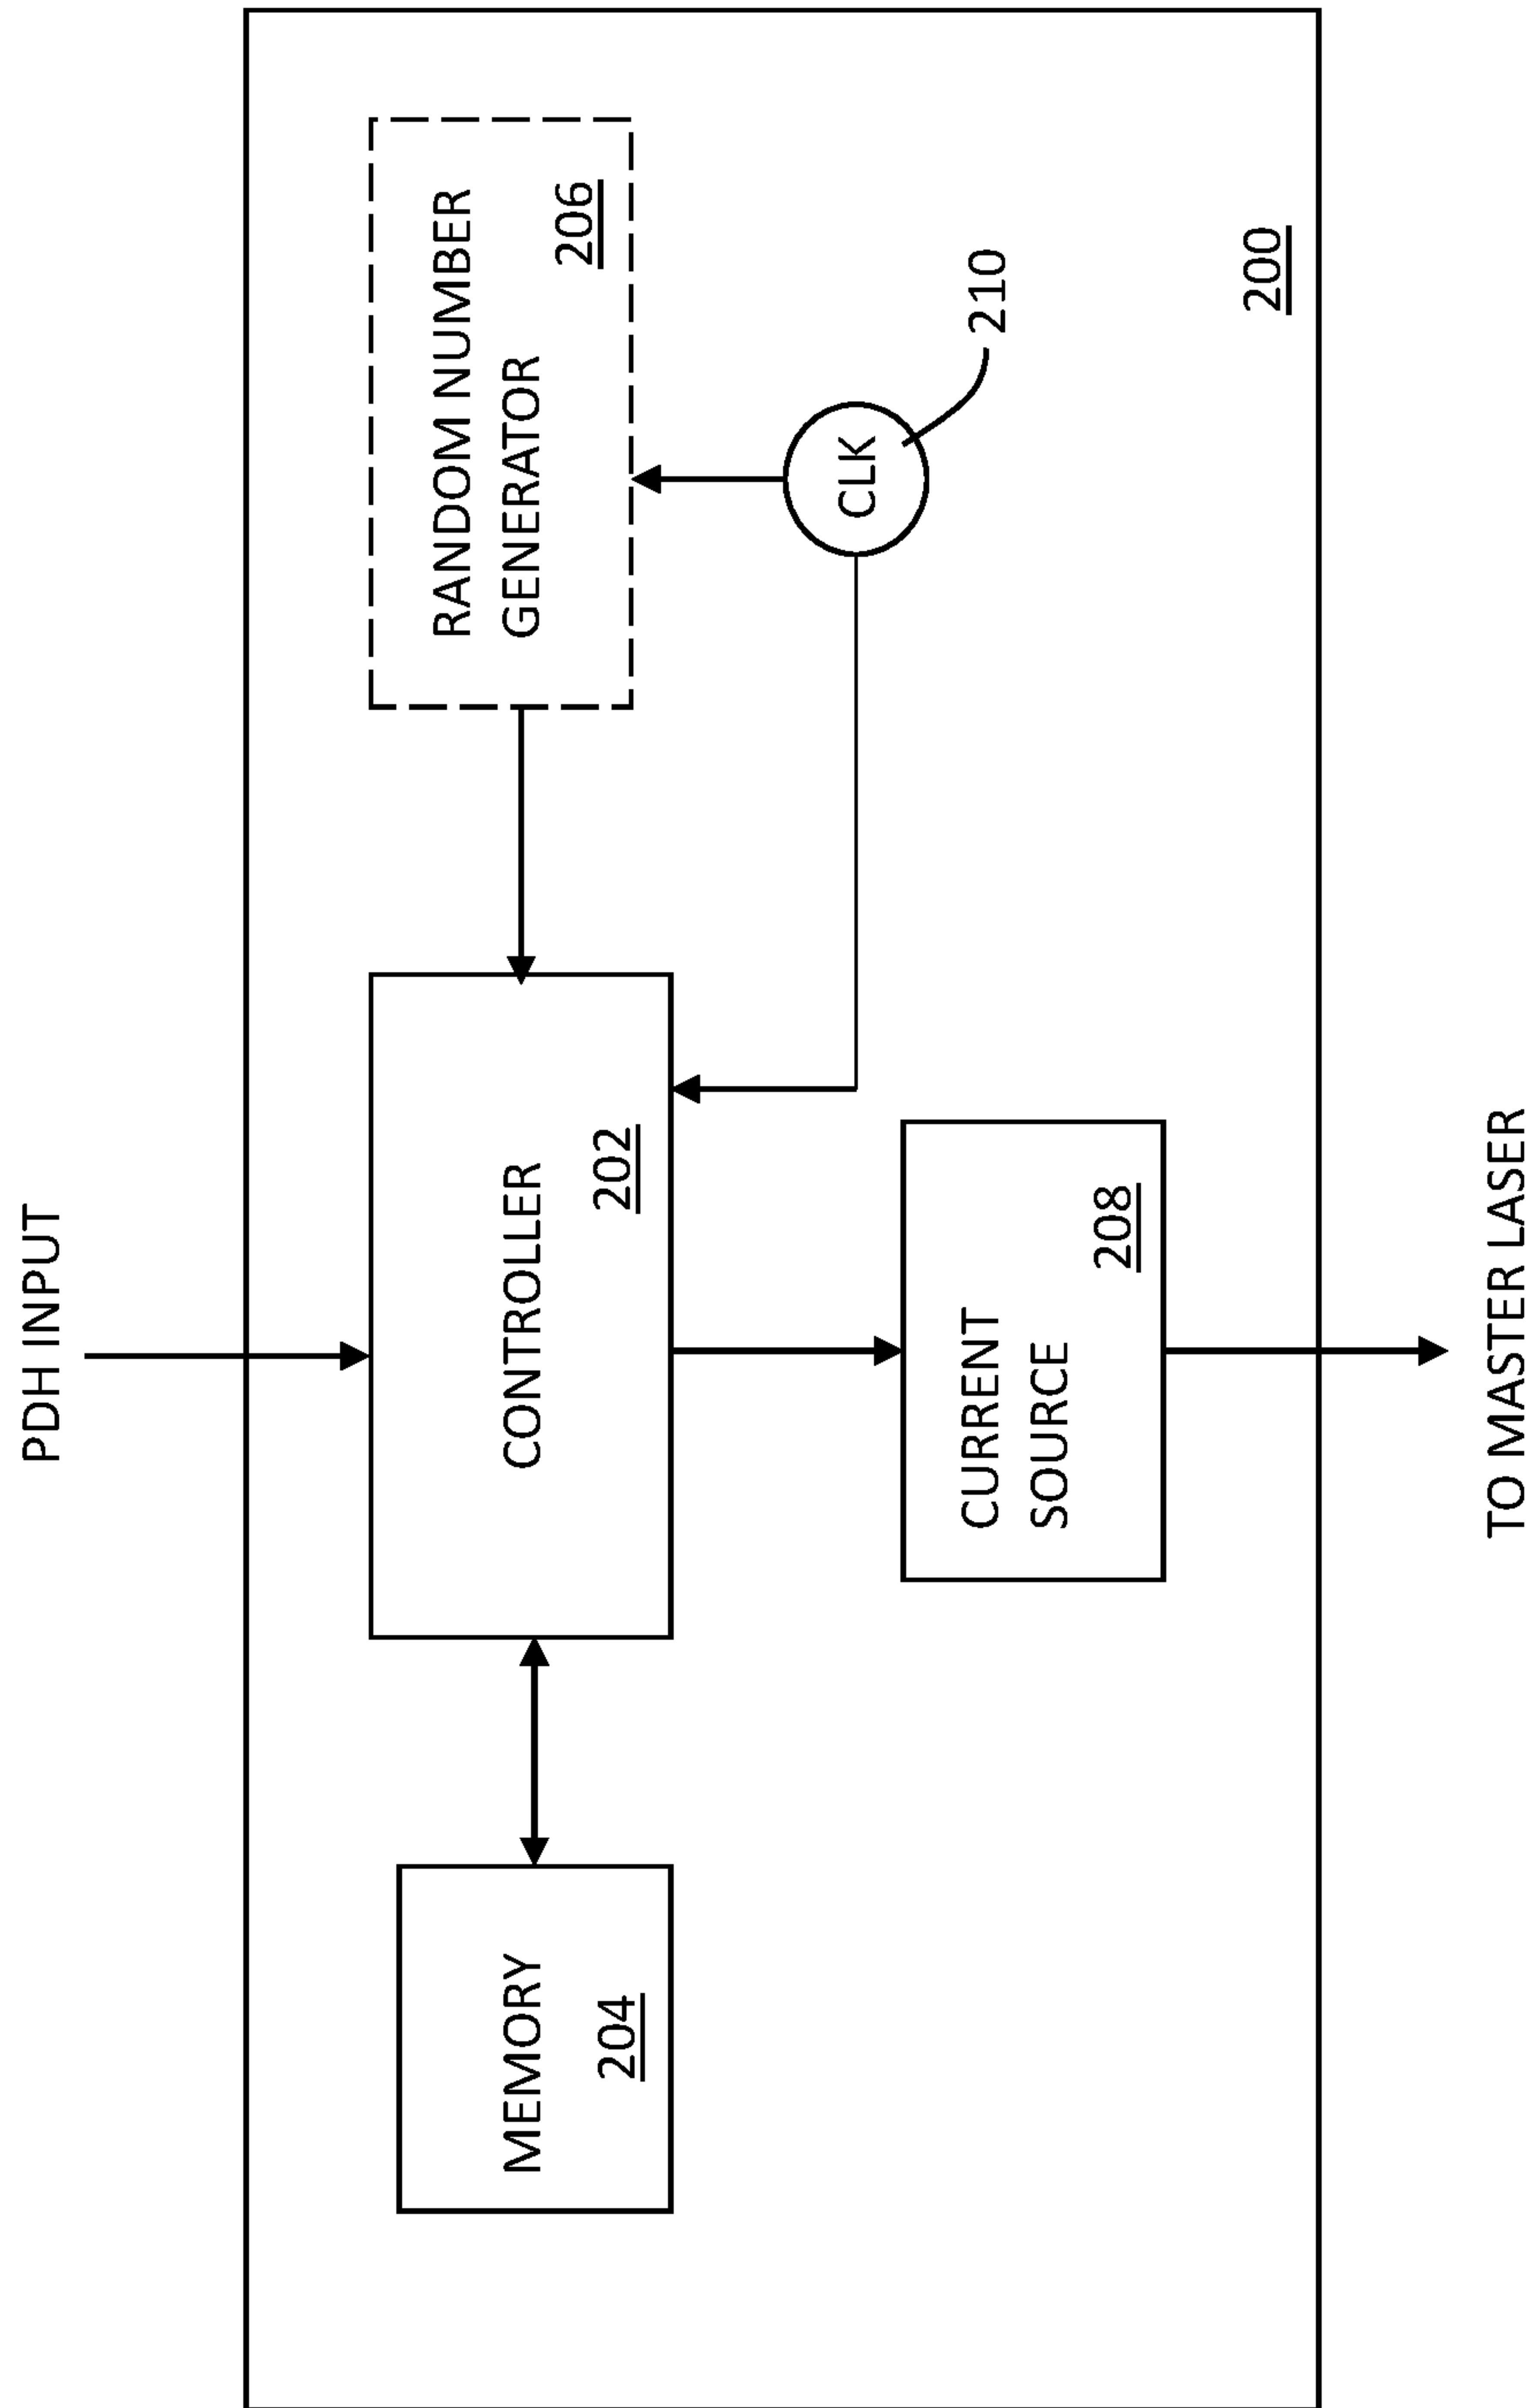 PDH INPUT
MEMORY
204
CONTROLLER
202
RANDOM NUMBER
GENERATOR
206
CLK
210
CURRENT
SOURCE
208
200
TO MASTER LASER